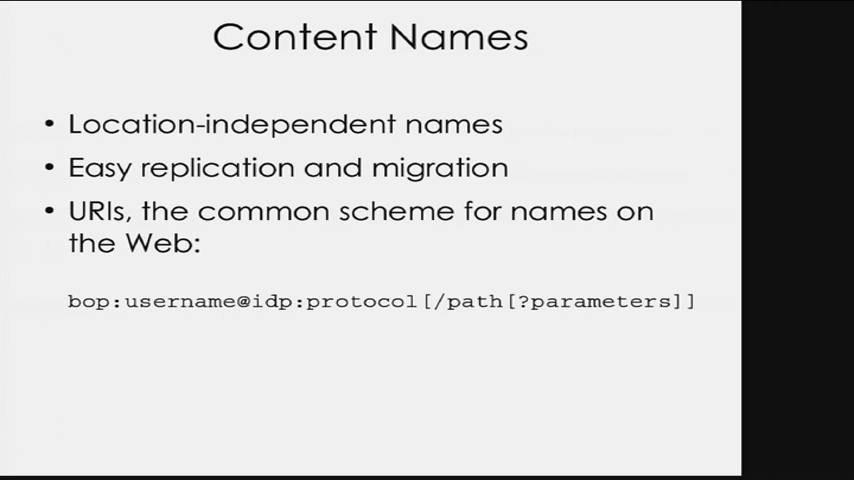 Content Names
• Location-independent names
• Easy replication and migration
• URIs, the common scheme for names on
the Web:
bop:username@idp:protocol[/path[?parameters]]